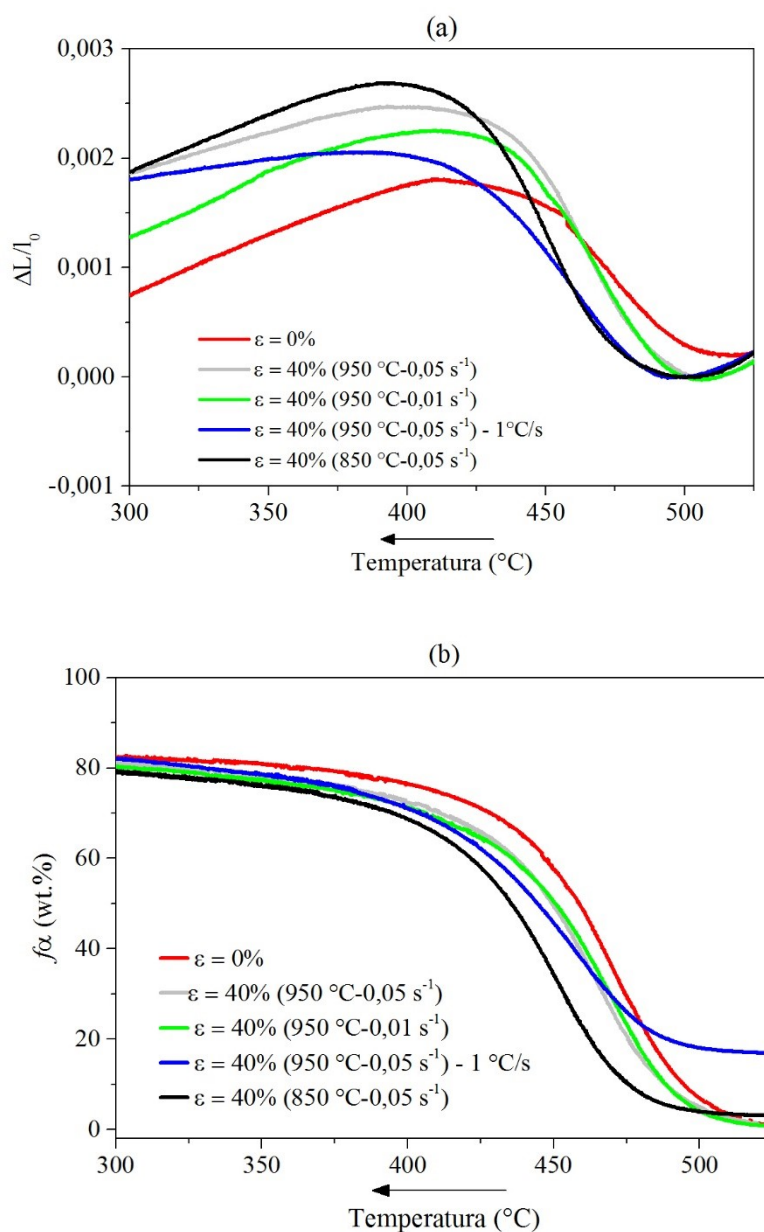 (a)
0,003
0,002
0,001
0,000
-0,001
ΔL/l0
ε = 0%
ε = 40% (950 °C-0,05 s-1)
ε = 40% (950 °C-0,01 s-1)
ε = 40% (950 °C-0,05 s-1) - 1°C/s
ε = 40% (850 °C-0,05 s-1)
300 350 400 450 500
Temperatura (°C)
(b)
100
80
60
40
20
0
fα (wt.%)
ε = 0%
ε = 40% (950 °C-0,05 s-1)
ε = 40% (950 °C-0,01 s-1)
ε = 40% (950 °C-0,05 s-1) - 1 °C/s
ε = 40% (850 °C-0,05 s-1)
300 350 400 450 500
Temperatura (°C)